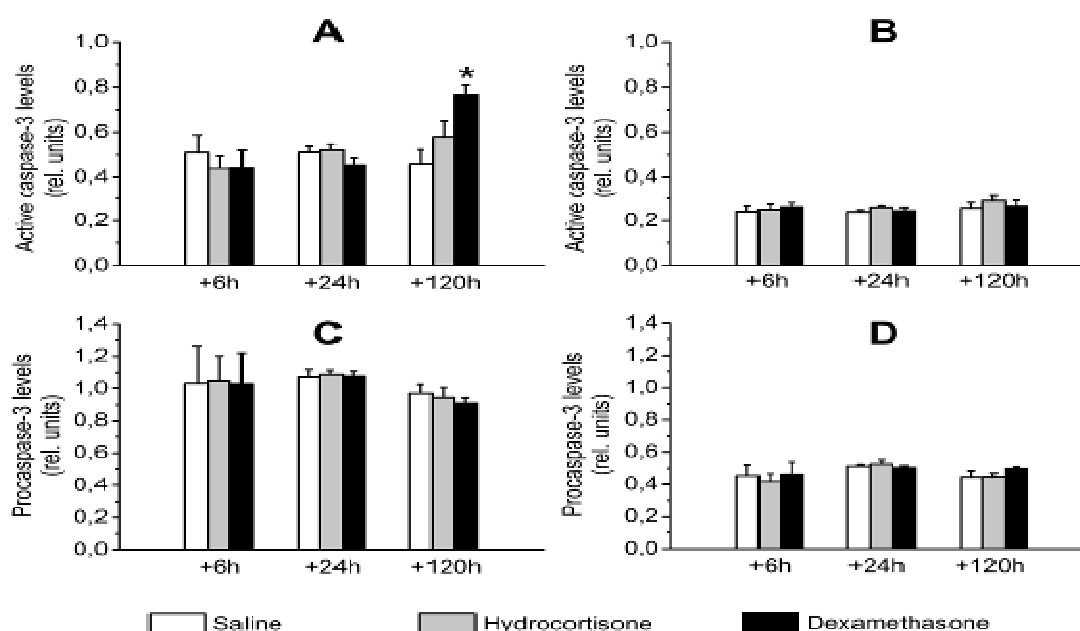 A
Active caspase-3 levels
(rel. units)
1,0
0,8
0,6
0,4
0,2
0,0
*
+6h
+24h
+120h
B
Active caspase-3 levels
(rel. units)
1,0
0,8
0,6
0,4
0,2
0,0
+6h
+24h
+120h
C
Procaspase-3 levels
(rel. units)
1,4
1,2
1,0
0,8
0,6
0,4
0,2
0,0
+6h
+24h
+120h
D
Procaspase-3 levels
(rel. units)
1,4
1,2
1,0
0,8
0,6
0,4
0,2
0,0
+6h
+24h
+120h
Saline
Hydrocortisone
Dexamethasone